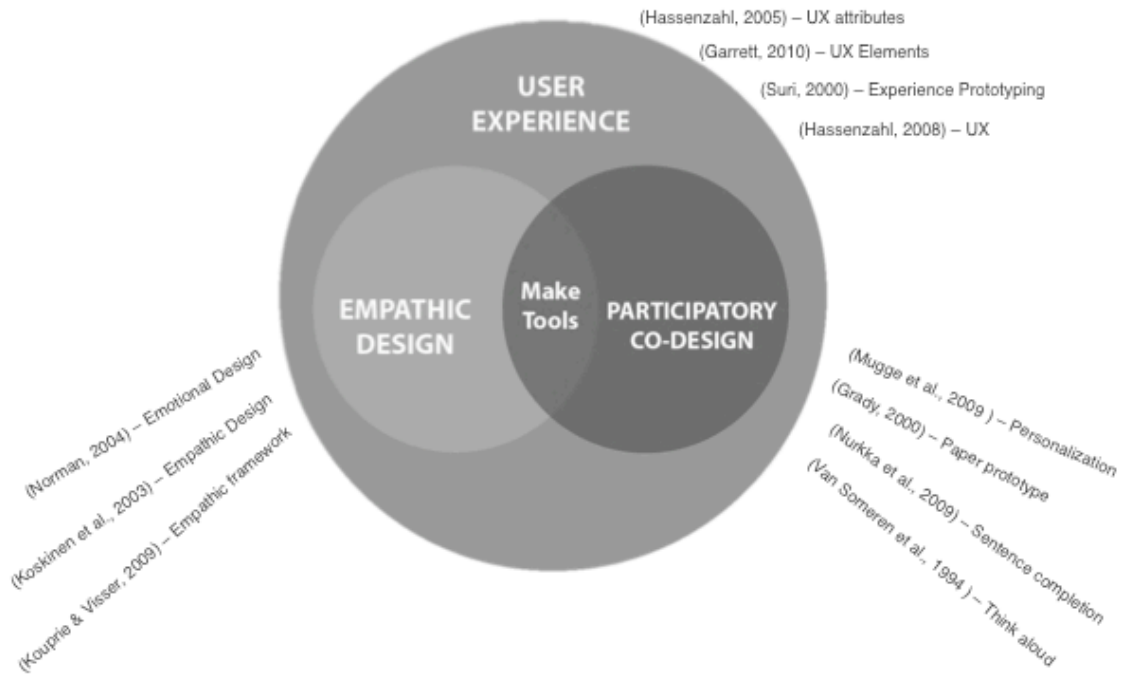 (Hassenzahl, 2005) – UX attributes
(Garrett, 2010) – UX Elements
(Suri, 2000) – Experience Prototyping
(Hassenzahl, 2008) – UX
USER
EXPERIENCE
EMPATHIC
DESIGN
Make
Tools
PARTICIPATORY
CO-DESIGN
(Norman, 2004) – Emotional Design
(Koskinen et al., 2003) – Empathic Design
(Kouprie & Visser, 2009) – Empathic framework
(Mugge et al., 2009 ) – Personalization
(Grady, 2000) – Paper prototype
(Nurkka et al., 2009) – Sentence completion
(Van Someren et al., 1994 ) – Think aloud